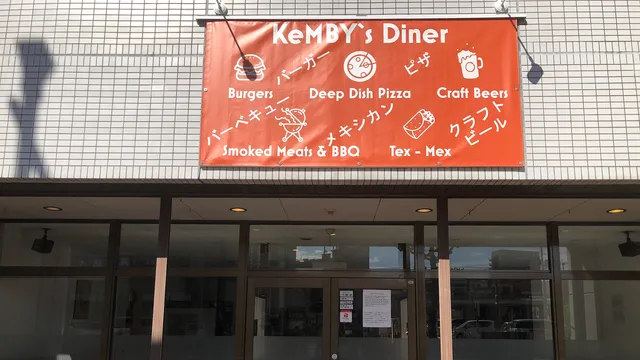 KeMBY`s Diner
バーガー
ピザ
Burgers
Deep Dish Pizza
Craft Beers
バーベキュー
メキシカン
クラフト
ビール
Smoked Meats & BBQ
Tex - Mex